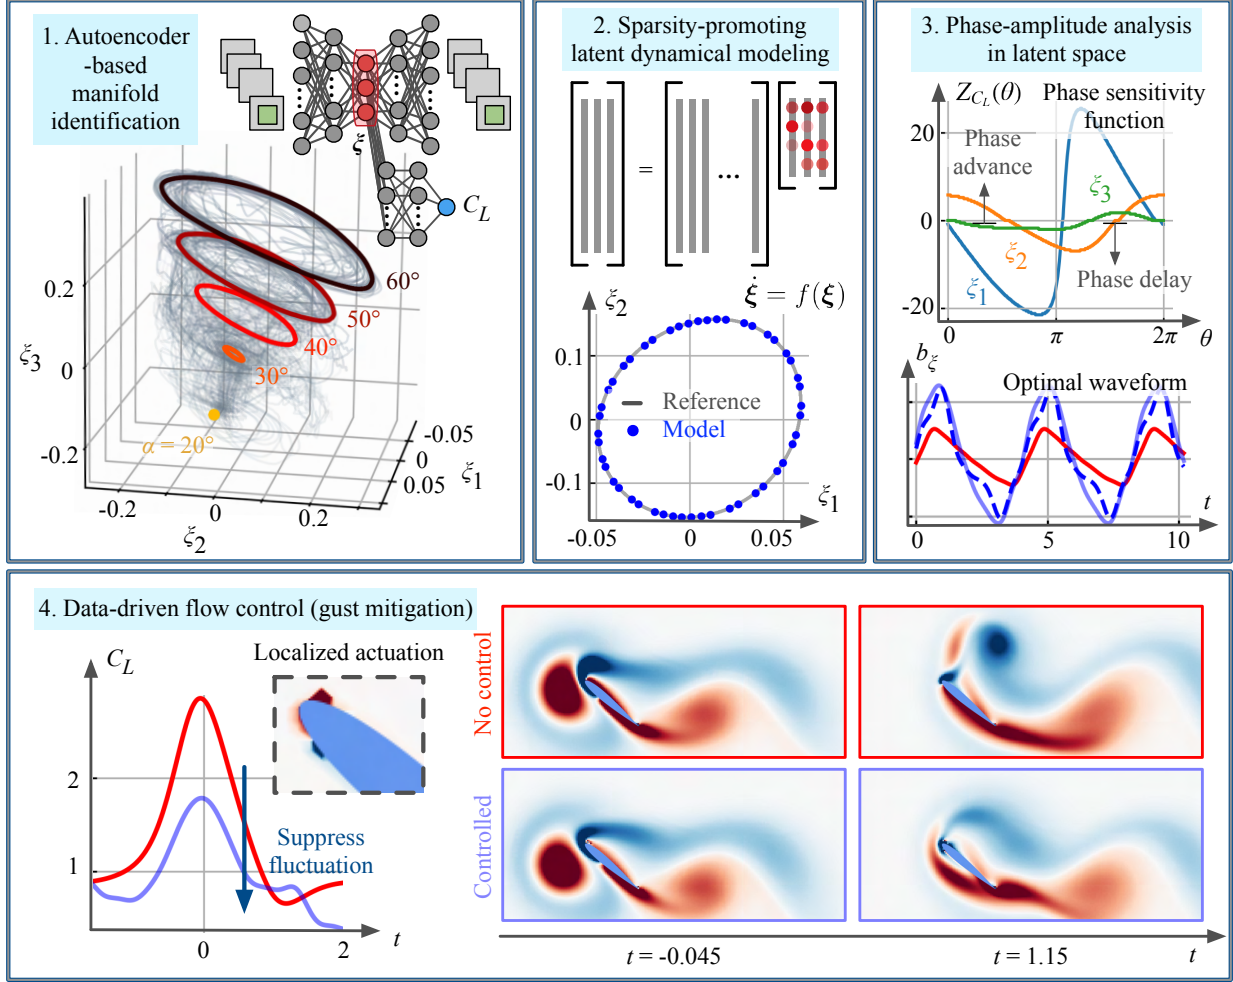 1. Autoencoder
-based
manifold
identification
ξ
C_L
0.2
ξ₃
0
-0.2
60°
50°
40°
30°
α = 20°
-0.05
0
0.05
ξ₁
-0.2
0
0.2
ξ₂
2. Sparsity-promoting
latent dynamical modeling
=
...
ξ̇ = f(ξ)
ξ₂
0.1
0
-0.1
Reference
Model
ξ₁
-0.05
0
0.05
3. Phase-amplitude analysis
in latent space
Z_{C_L}(θ)
Phase sensitivity
function
20
Phase
advance
ξ₃
0
ξ₂
Phase delay
ξ₁
-20
0
π
2π
θ
b_ξ
Optimal waveform
t
0
5
10
4. Data-driven flow control (gust mitigation)
C_L
Localized actuation
2
Suppress
fluctuation
1
0
2
t
No control
Controlled
t = -0.045
t = 1.15
t